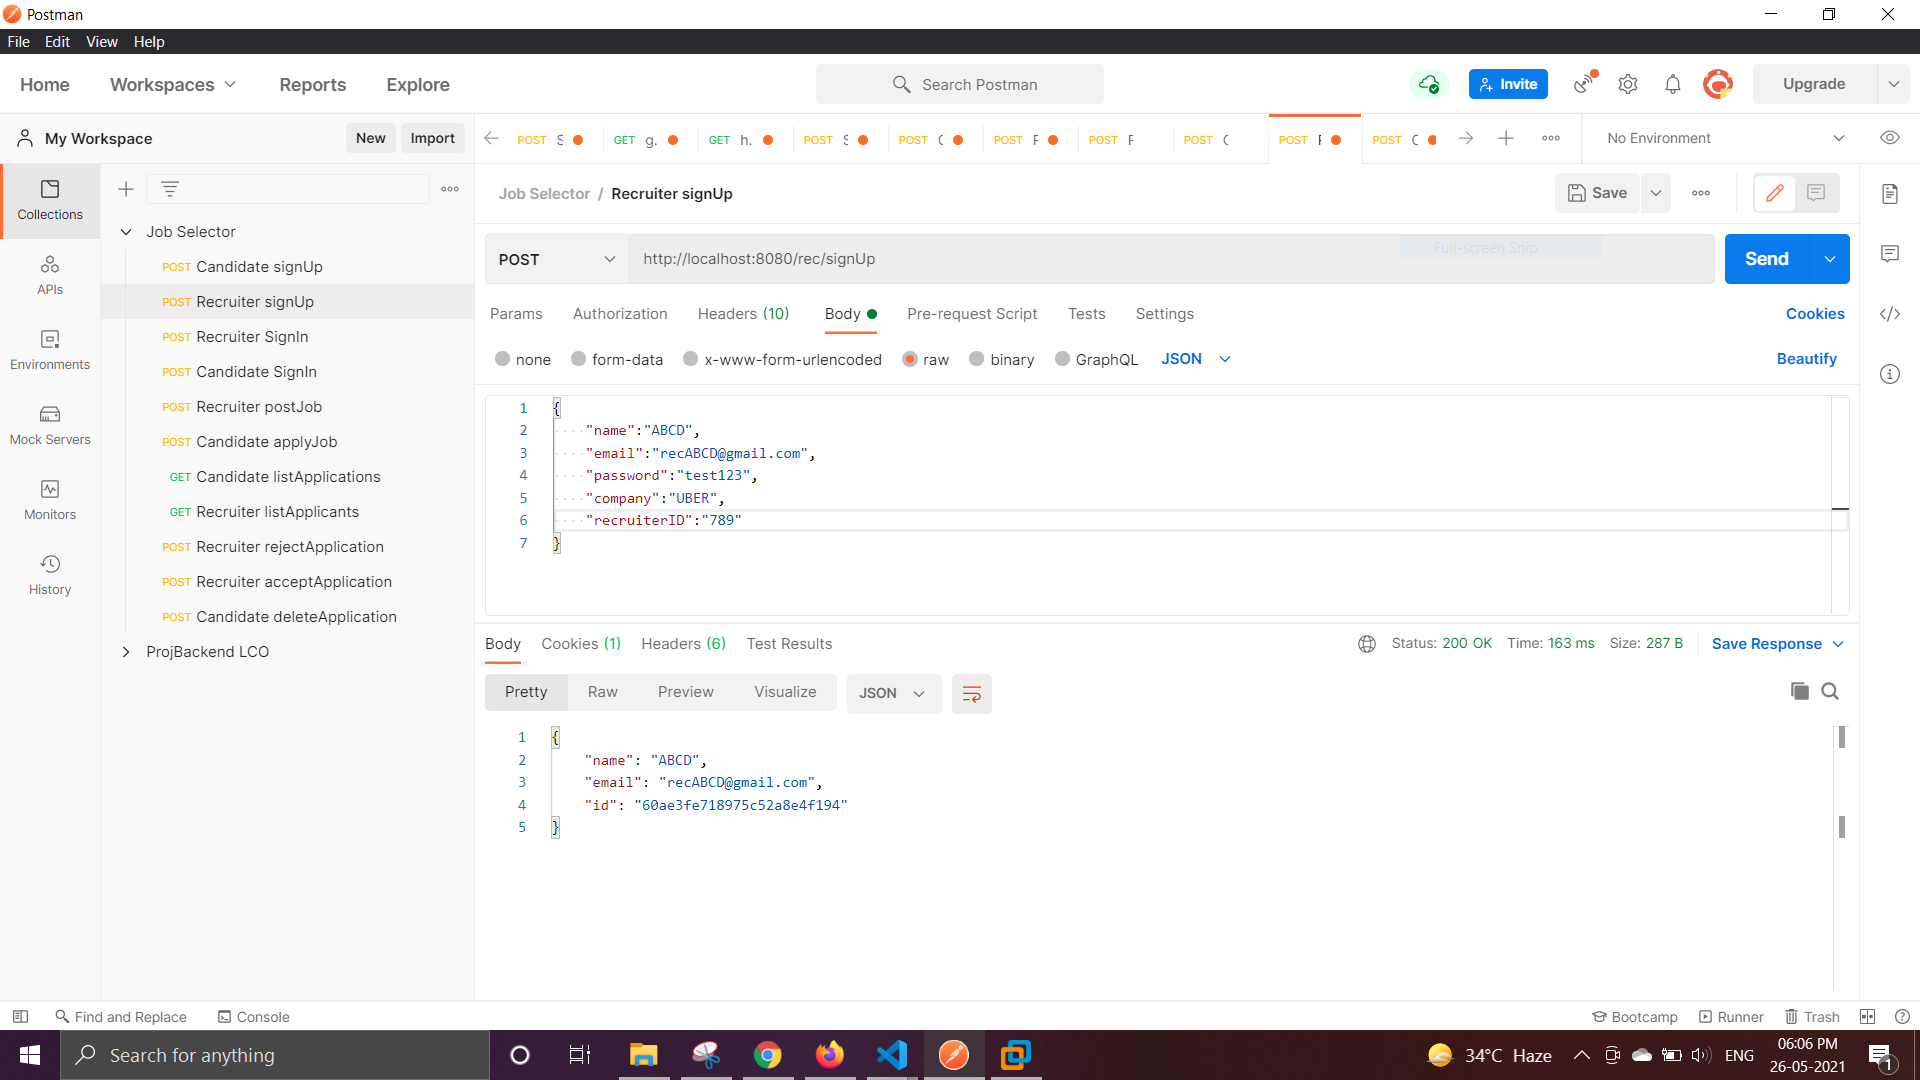 Postman
File Edit View Help
Home Workspaces Reports Explore Search Postman Invite Upgrade
My Workspace New Import
POST S GET g. GET h. POST S POST C POST F POST F POST C POST F POST C No Environment
Collections
APIs
Environments
Mock Servers
Monitors
History
Job Selector
POST Candidate signUp
POST Recruiter signUp
POST Recruiter SignIn
POST Candidate SignIn
POST Recruiter postJob
POST Candidate applyJob
GET Candidate listApplications
GET Recruiter listApplicants
POST Recruiter rejectApplication
POST Recruiter acceptApplication
POST Candidate deleteApplication
ProjBackend LCO
Job Selector / Recruiter signUp Save
POST http://localhost:8080/rec/signUp Full-screen Snip Send
Params Authorization Headers (10) Body Pre-request Script Tests Settings Cookies
none form-data x-www-form-urlencoded raw binary GraphQL JSON Beautify
1 {
2 "name":"ABCD",
3 "email":"recABCD@gmail.com",
4 "password":"test123",
5 "company":"UBER",
6 "recruiterID":"789"
7 }
Body Cookies (1) Headers (6) Test Results Status: 200 OK Time: 163 ms Size: 287 B Save Response
Pretty Raw Preview Visualize JSON
1 {
2 "name": "ABCD",
3 "email": "recABCD@gmail.com",
4 "id": "60ae3fe718975c52a8e4f194"
5 }
Find and Replace Console Bootcamp Runner Trash
Search for anything 34°C Haze ENG 06:06 PM
26-05-2021 1